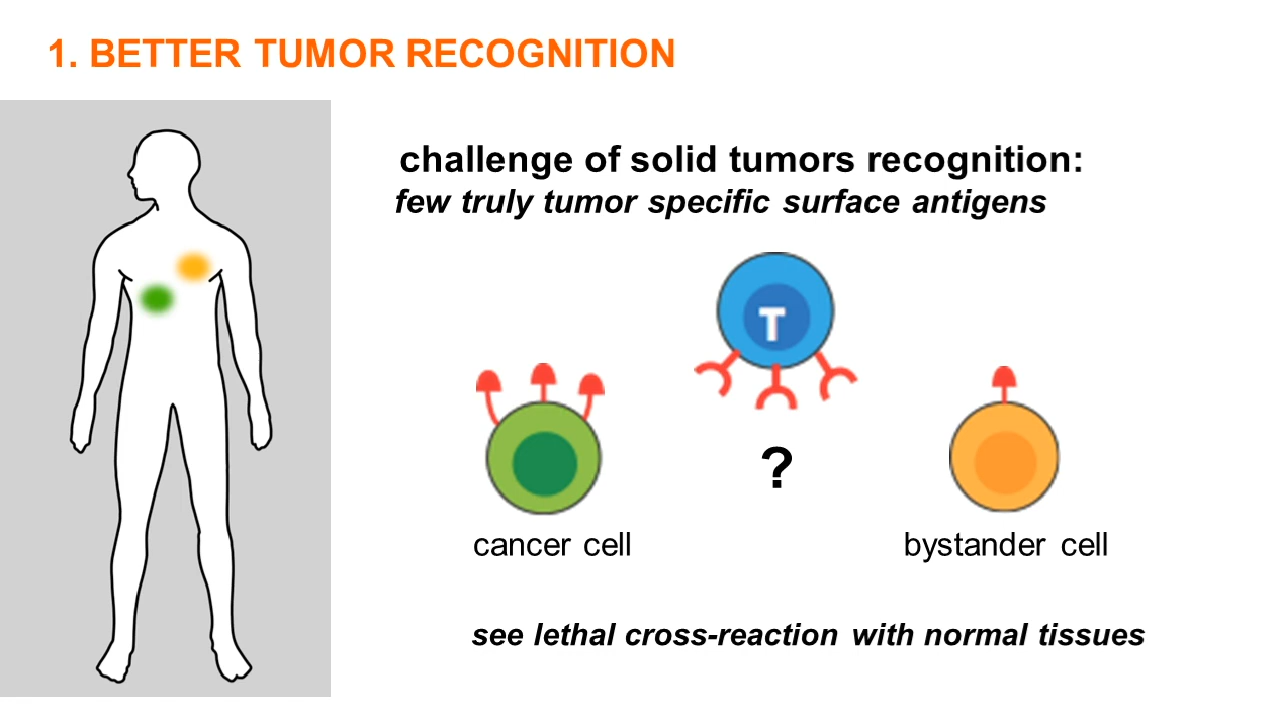 1. BETTER TUMOR RECOGNITION
challenge of solid tumors recognition:
few truly tumor specific surface antigens
T
?
cancer cell
bystander cell
see lethal cross-reaction with normal tissues